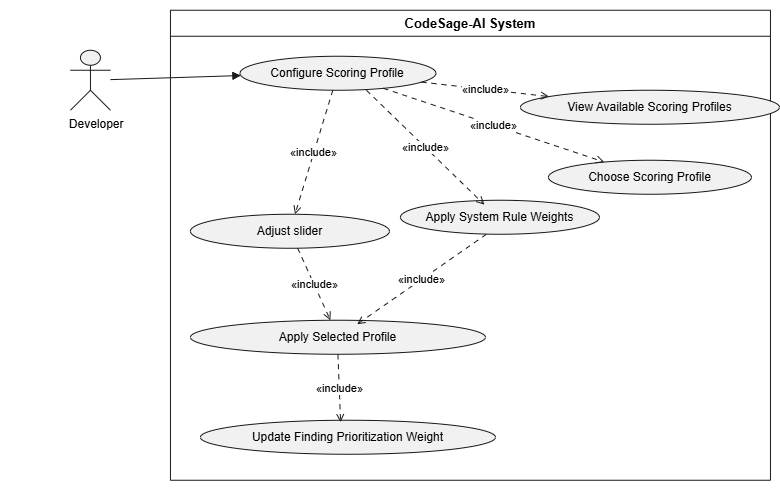 CodeSage-AI System
Configure Scoring Profile
«include»
View Available Scoring Profiles
Developer
«include»
«include»
«include»
Choose Scoring Profile
Apply System Rule Weights
Adjust slider
«include»
«include»
Apply Selected Profile
«include»
Update Finding Prioritization Weight